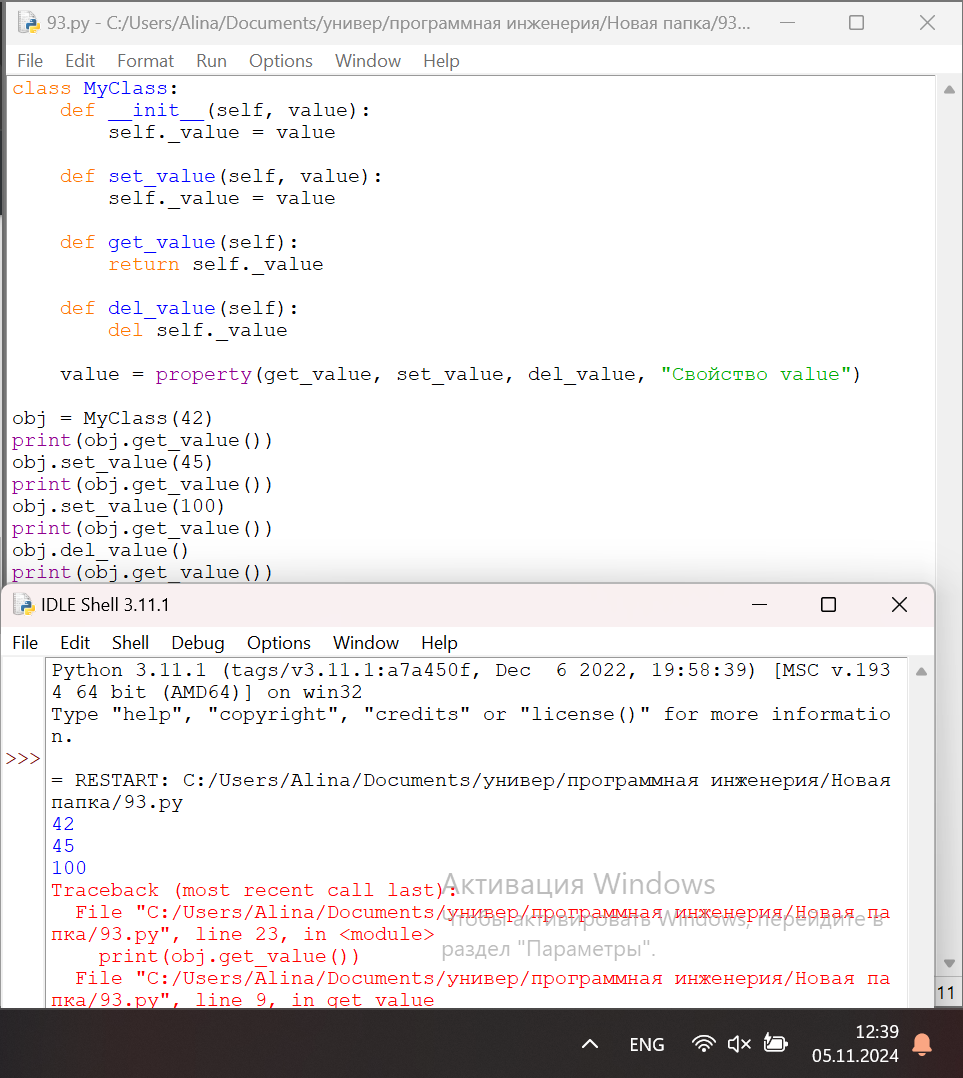 93.py - C:/Users/Alina/Documents/универ/программная инженерия/Новая папка/93...
File Edit Format Run Options Window Help
class MyClass:
    def __init__(self, value):
        self._value = value

    def set_value(self, value):
        self._value = value

    def get_value(self):
        return self._value

    def del_value(self):
        del self._value

    value = property(get_value, set_value, del_value, "Свойство value")

obj = MyClass(42)
print(obj.get_value())
obj.set_value(45)
print(obj.get_value())
obj.set_value(100)
print(obj.get_value())
obj.del_value()
print(obj.get_value())
IDLE Shell 3.11.1
File Edit Shell Debug Options Window Help
Python 3.11.1 (tags/v3.11.1:a7a450f, Dec  6 2022, 19:58:39) [MSC v.193
4 64 bit (AMD64)] on win32
Type "help", "copyright", "credits" or "license()" for more informatio
n.
>>>
= RESTART: C:/Users/Alina/Documents/универ/программная инженерия/Новая
папка/93.py
42
45
100
Traceback (most recent call last):
  File "C:/Users/Alina/Documents/универ/программная инженерия/Новая па
пка/93.py", line 23, in <module>
    print(obj.get_value())
  File "C:/Users/Alina/Documents/универ/программная инженерия/Новая па
пка/93.py", line 9, in get_value
Активация Windows
Чтобы активировать Windows, перейдите в
раздел "Параметры".
11
ENG
12:39
05.11.2024